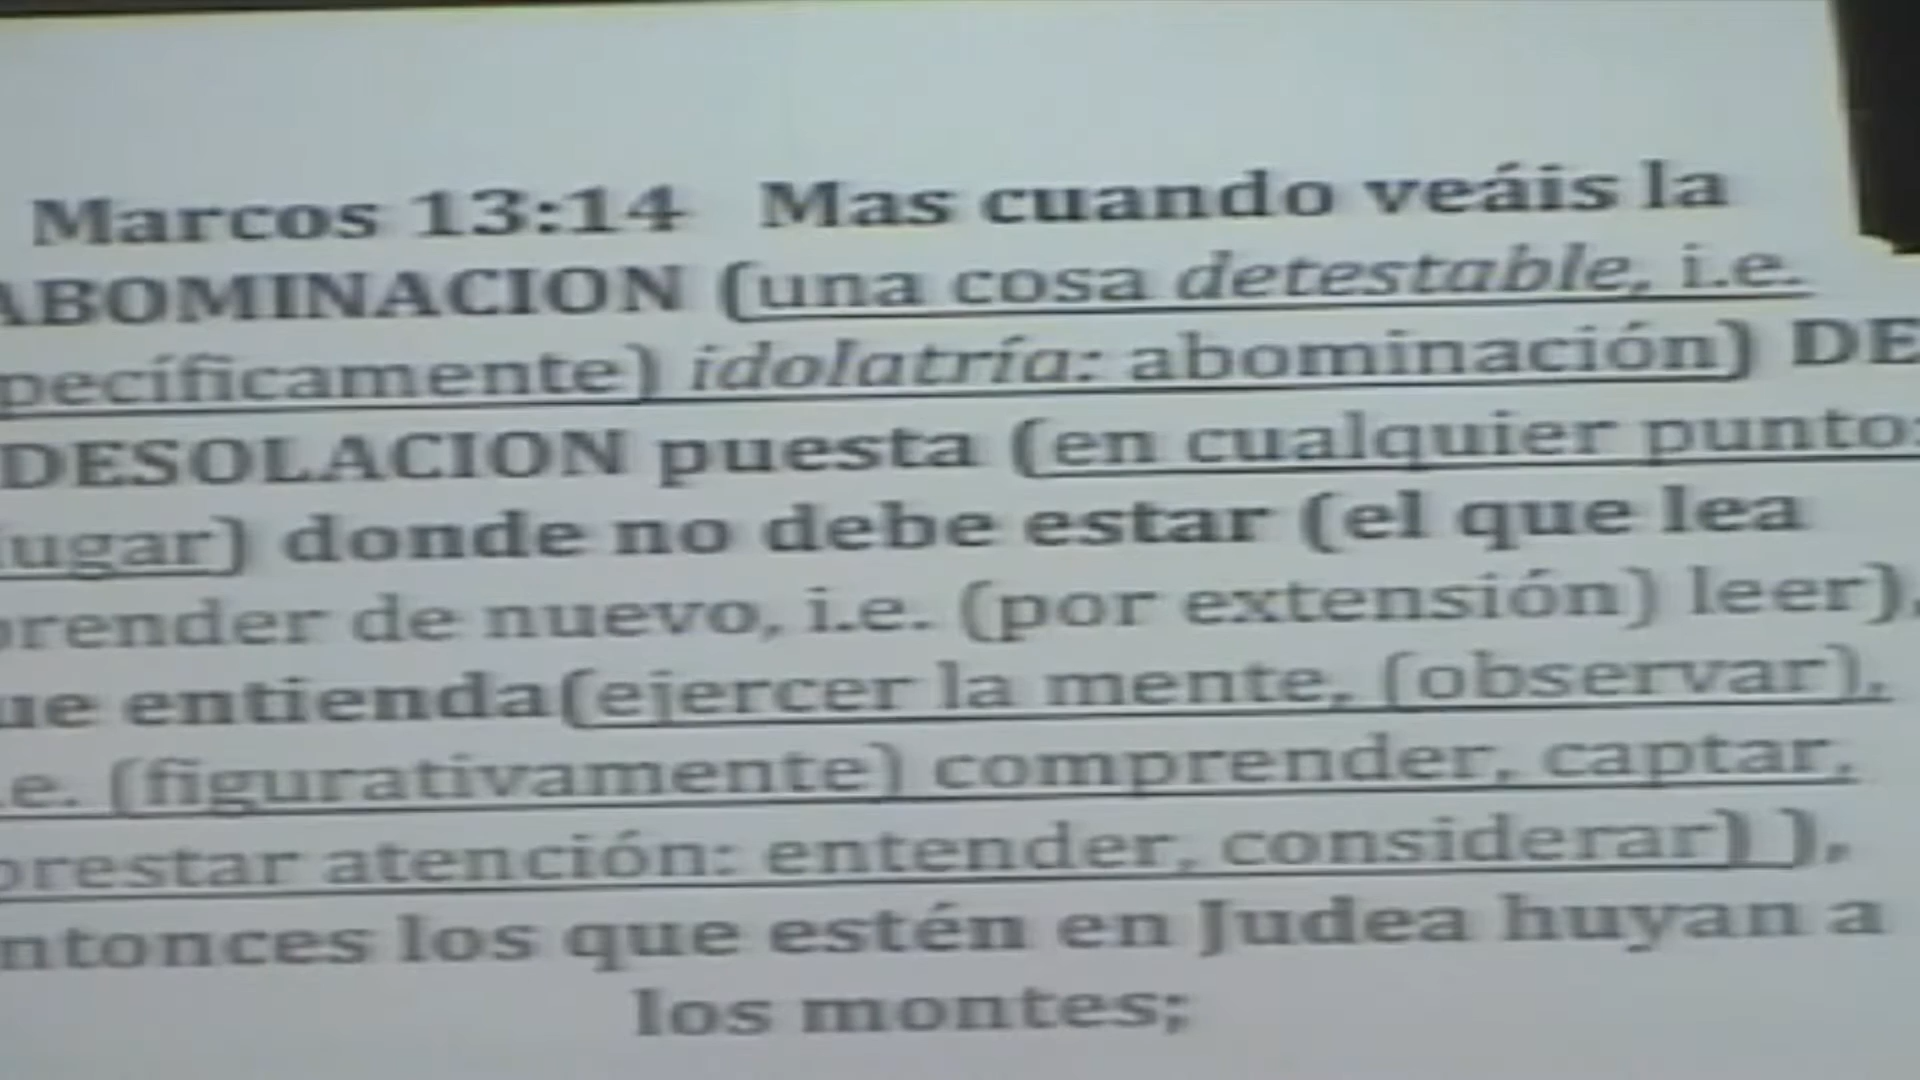 Marcos 13:14 Mas cuando veáis la
ABOMINACION (una cosa detestable, i.e.
pecíficamente) idolatría: abominación) DE
DESOLACION puesta (en cualquier punto:
ugar) donde no debe estar (el que lea
prender de nuevo, i.e. (por extensión) leer),
ue entienda(ejercer la mente, (observar),
.e. (figurativamente) comprender, captar,
prestar atención: entender, considerar) ),
ntonces los que estén en Judea huyan a
los montes;